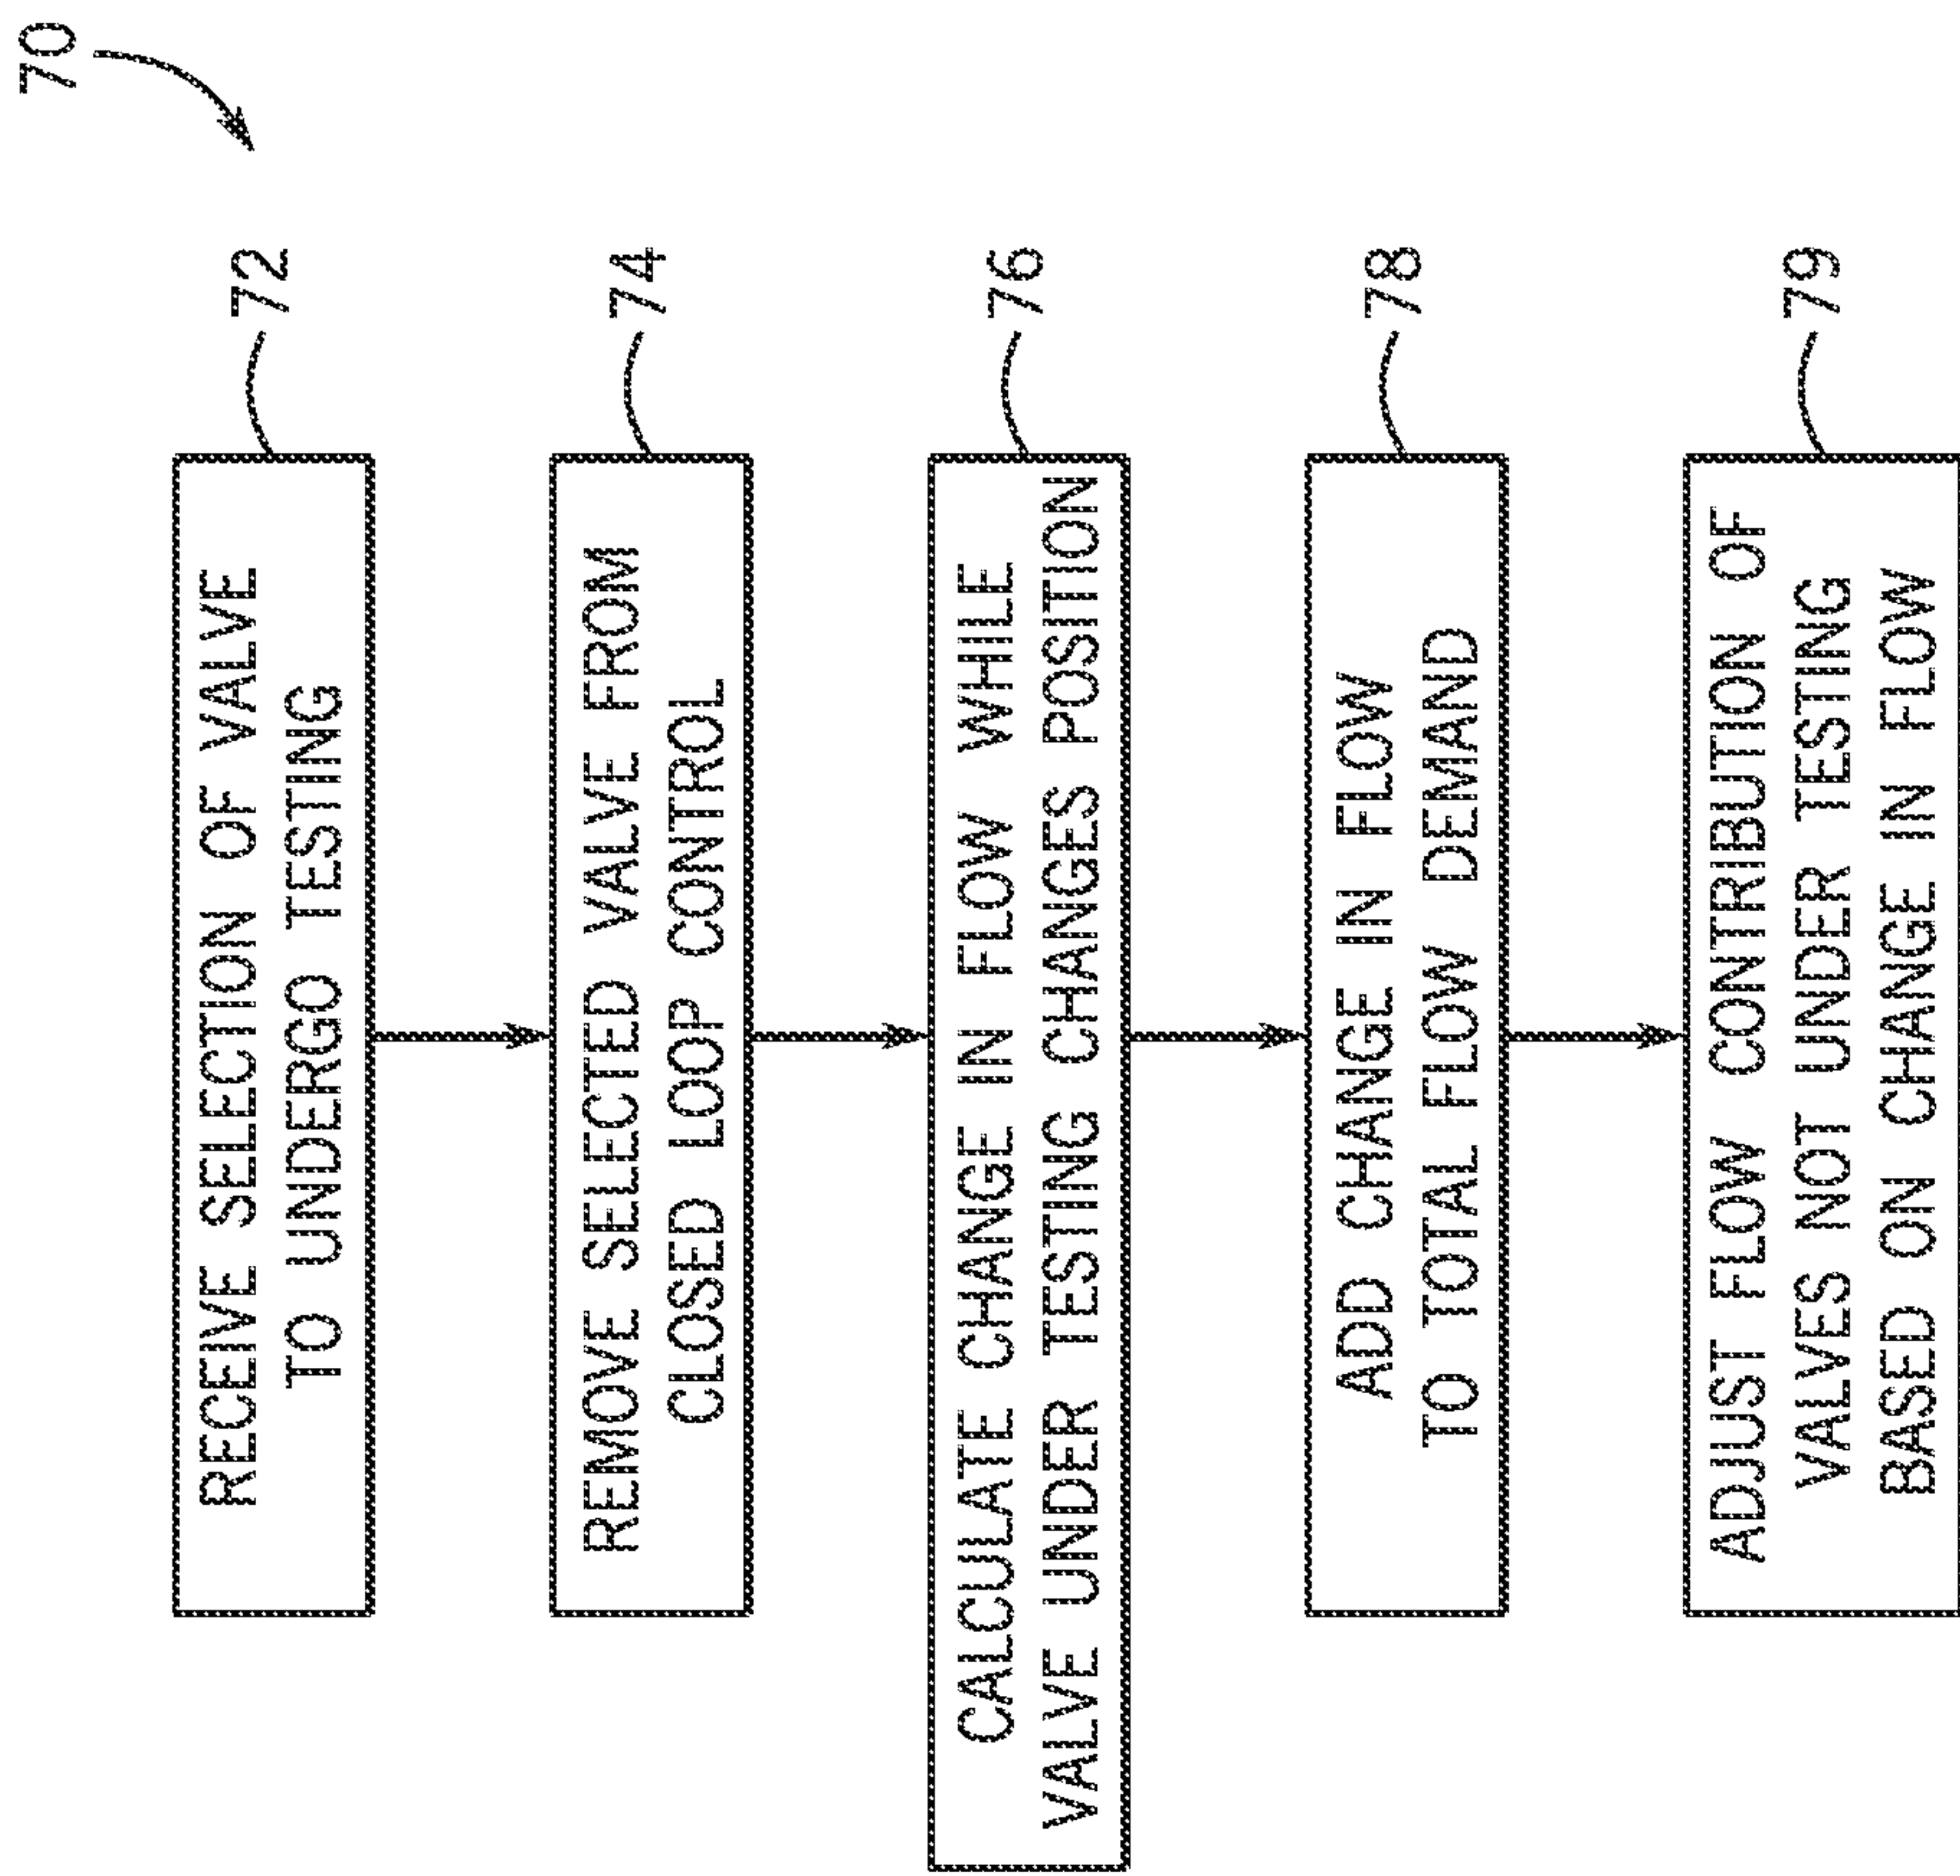 70
RECEIVE SELECTION OF VALVE
TO UNDERGO TESTING
72
REMOVE SELECTED VALVE FROM
CLOSED LOOP CONTROL
74
CALCULATE CHANGE IN FLOW WHILE
VALVE UNDER TESTING CHANGES POSITION
76
ADD CHANGE IN FLOW
TO TOTAL FLOW DEMAND
78
ADJUST FLOW CONTRIBUTION OF
VALVES NOT UNDER TESTING
BASED ON CHANGE IN FLOW
79